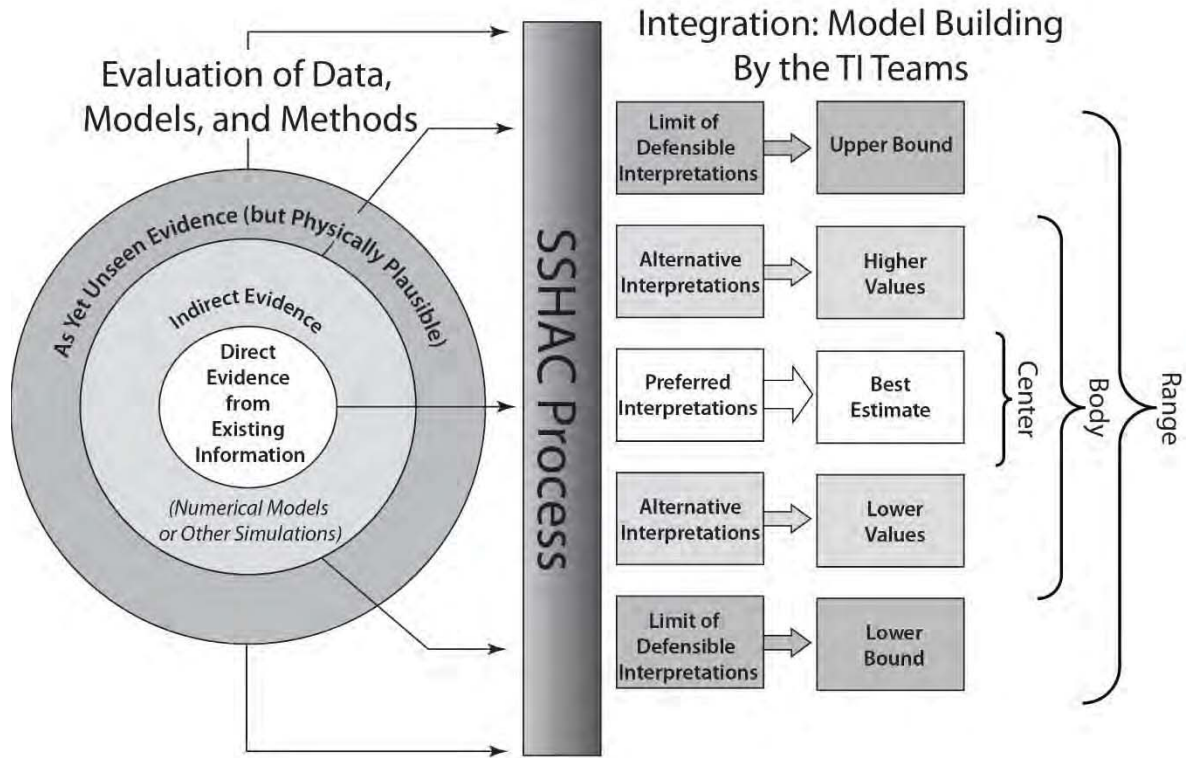 Evaluation of Data,
Models, and Methods
As Yet Unseen Evidence (but Physically Plausible)
Indirect Evidence
Direct
Evidence
from
Existing
Information
(Numerical Models
or Other Simulations)
SSHAC Process
Integration: Model Building
By the TI Teams
Limit of
Defensible
Interpretations
Upper Bound
Alternative
Interpretations
Higher
Values
Preferred
Interpretations
Best
Estimate
Alternative
Interpretations
Lower
Values
Limit of
Defensible
Interpretations
Lower
Bound
Center
Body
Range